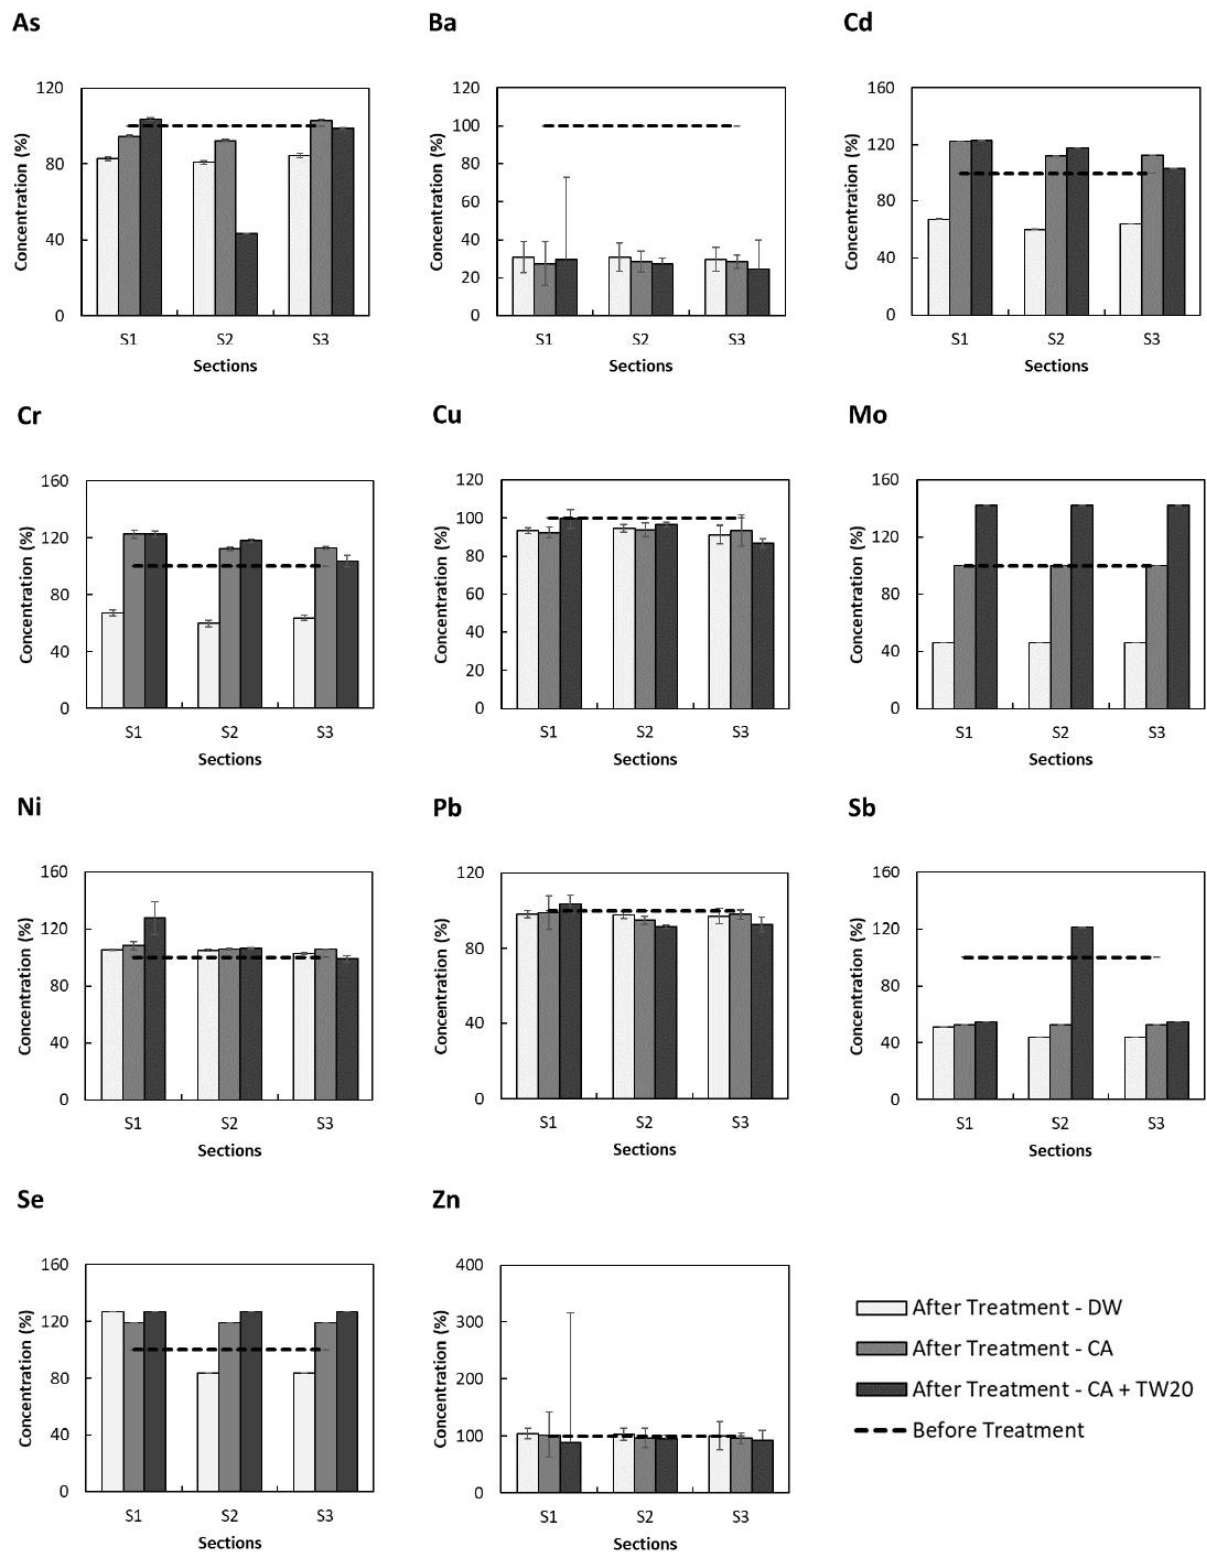 As
Ba
Cd
120
80
40
0
Concentration (%)
S1
S2
S3
Sections
120
100
80
60
40
20
0
Concentration (%)
S1
S2
S3
Sections
160
120
80
40
0
Concentration (%)
S1
S2
S3
Sections
Cr
Cu
Mo
160
120
80
40
0
Concentration (%)
S1
S2
S3
Sections
120
100
80
60
40
20
0
Concentration (%)
S1
S2
S3
Sections
160
120
80
40
0
Concentration (%)
S1
S2
S3
Sections
Ni
Pb
Sb
160
120
80
40
0
Concentration (%)
S1
S2
S3
Sections
120
80
40
0
Concentration (%)
S1
S2
S3
Sections
160
120
80
40
0
Concentration (%)
S1
S2
S3
Sections
Se
Zn
160
120
80
40
0
Concentration (%)
S1
S2
S3
Sections
400
300
200
100
0
Concentration (%)
S1
S2
S3
Sections
After Treatment - DW
After Treatment - CA
After Treatment - CA + TW20
Before Treatment